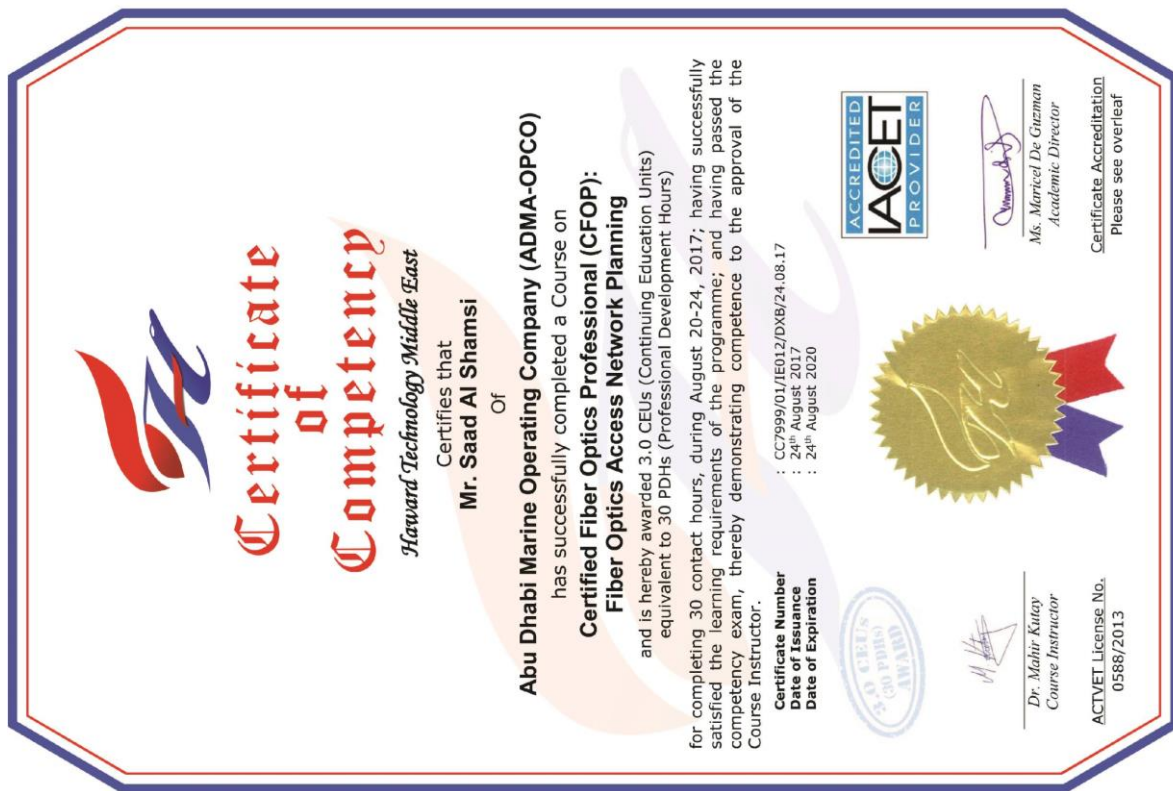 Certificate
of
Competency
Haward Technology Middle East
Certifies that
Mr. Saad Al Shamsi
Of
Abu Dhabi Marine Operating Company (ADMA-OPCO)
has successfully completed a Course on
Certified Fiber Optics Professional (CFOP):
Fiber Optics Access Network Planning
and is hereby awarded 3.0 CEUs (Continuing Education Units)
equivalent to 30 PDHs (Professional Development Hours)
for completing 30 contact hours, during August 20-24, 2017; having successfully
satisfied the learning requirements of the programme; and having passed the
competency exam, thereby demonstrating competence to the approval of the
Course Instructor.
Certificate Number : CC7999/01/IE012/DXB/24.08.17
Date of Issuance : 24th August 2017
Date of Expiration : 24th August 2020
3.0 CEUs
(30 PDHs)
AWARD
ACCREDITED
IACET
PROVIDER
Dr. Mahir Kutay
Course Instructor
Ms. Maricel De Guzman
Academic Director
ACTVET License No.
0588/2013
Certificate Accreditation
Please see overleaf